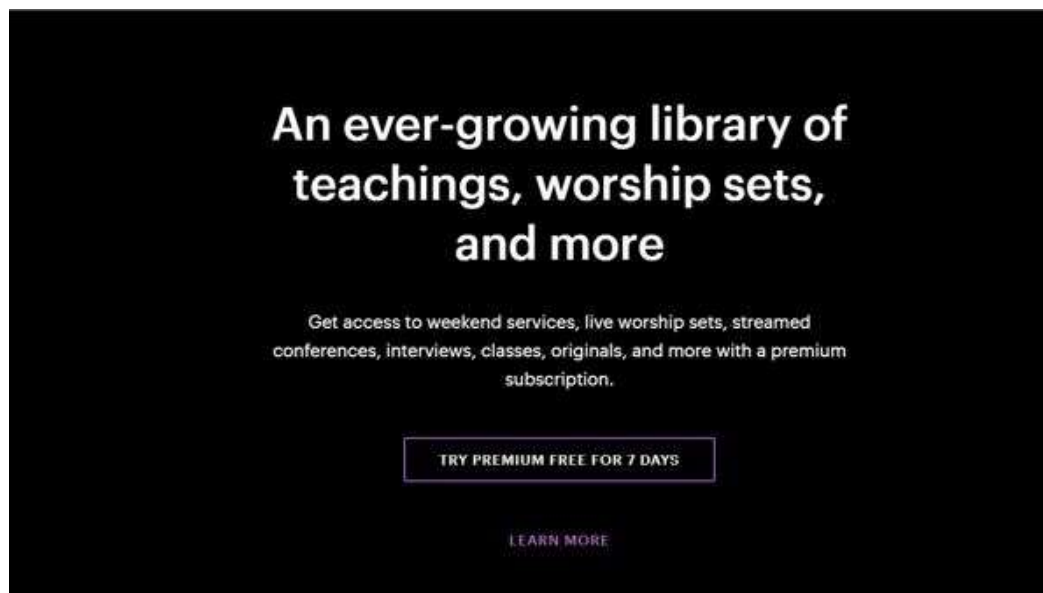 An ever-growing library of
teachings, worship sets,
and more
Get access to weekend services, live worship sets, streamed
conferences, interviews, classes, originals, and more with a premium
subscription.
TRY PREMIUM FREE FOR 7 DAYS
LEARN MORE